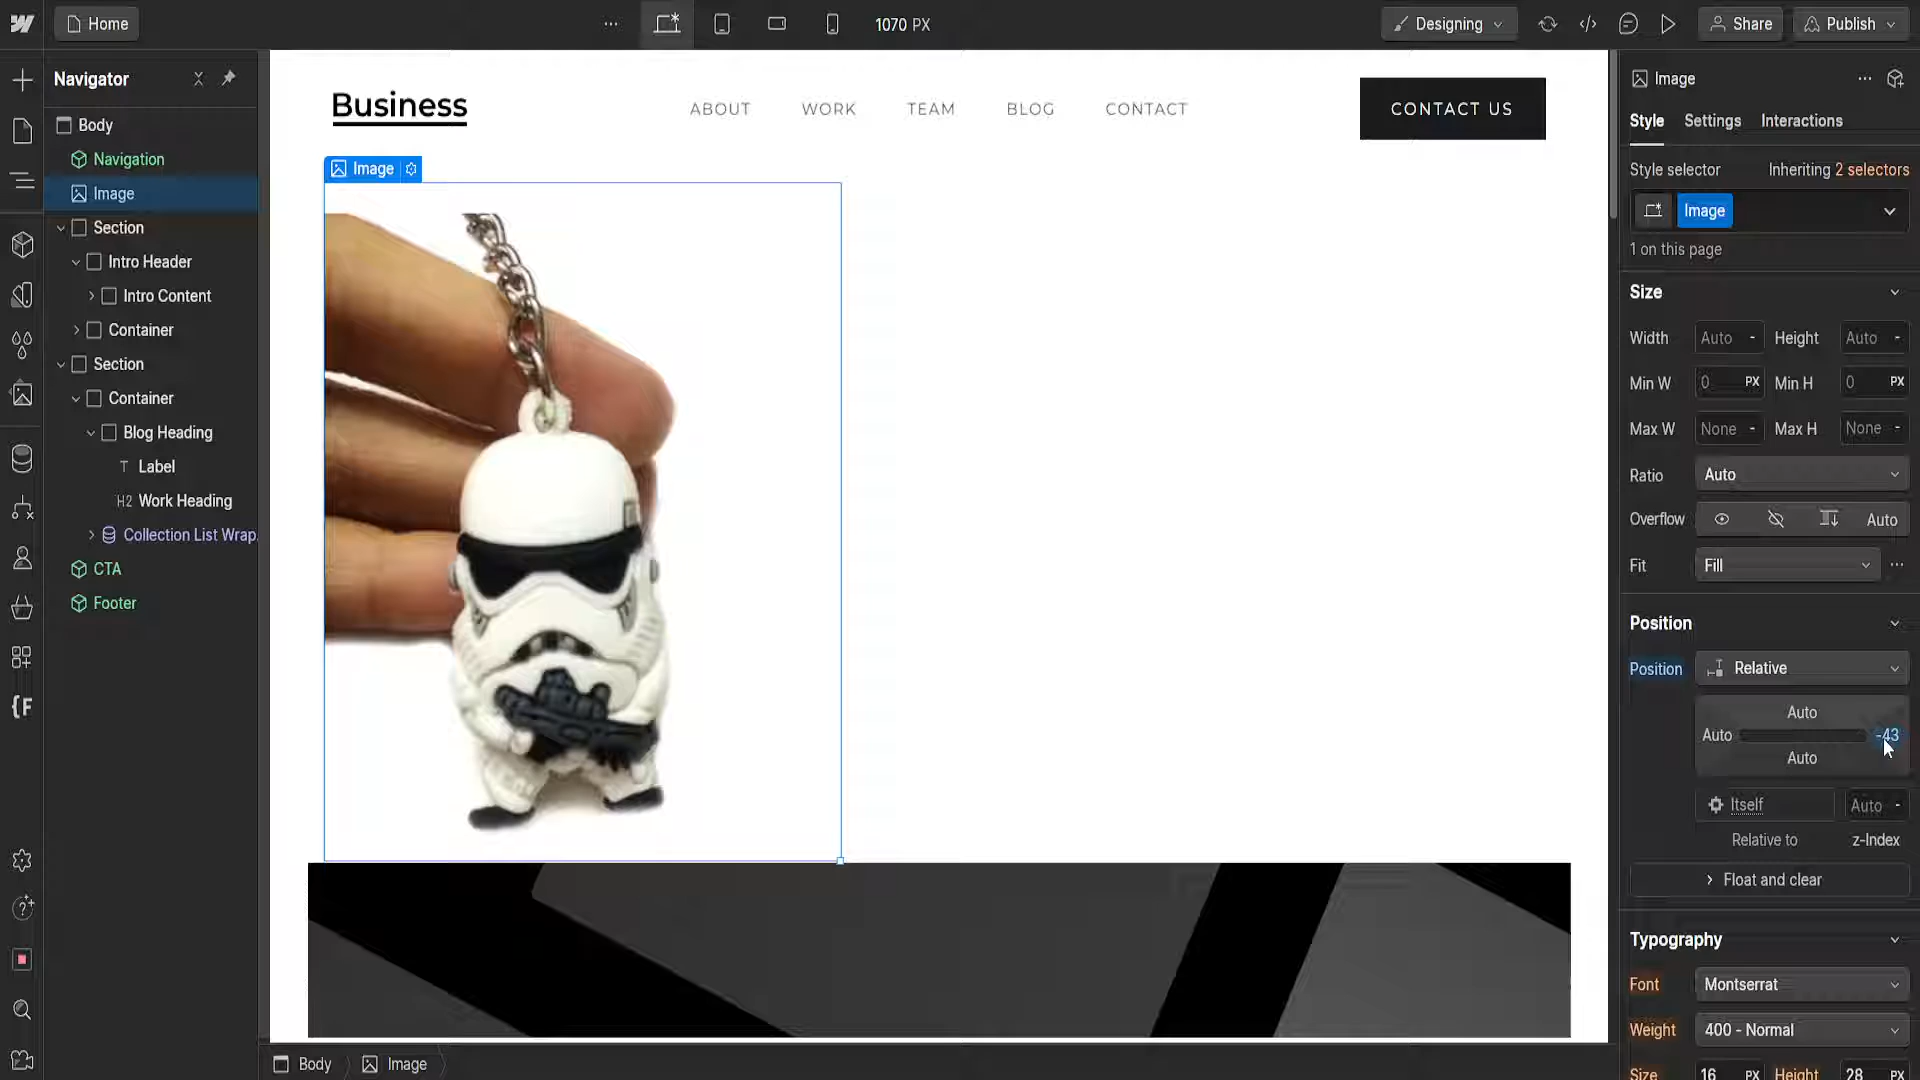 Home
1070 PX
Designing
Share
Publish
Navigator
Body
Navigation
Image
Section
Intro Header
Intro Content
Container
Section
Container
Blog Heading
T Label
H2 Work Heading
Collection List Wrap.
CTA
Footer
Business
ABOUT
WORK
TEAM
BLOG
CONTACT
CONTACT US
Image
Image
Style
Settings
Interactions
Style selector
Inheriting 2 selectors
Image
1 on this page
Size
Width
Auto -
Height
Auto -
Min W
0 PX
Min H
0 PX
Max W
None -
Max H
None -
Ratio
Auto
Overflow
Auto
Fit
Fill
Position
Position
Relative
Auto
Auto
-43
Auto
Itself
Auto -
Relative to
z-Index
Float and clear
Typography
Font
Montserrat
Weight
400 - Normal
Size
16 PX
Height
28 PX
Body
Image